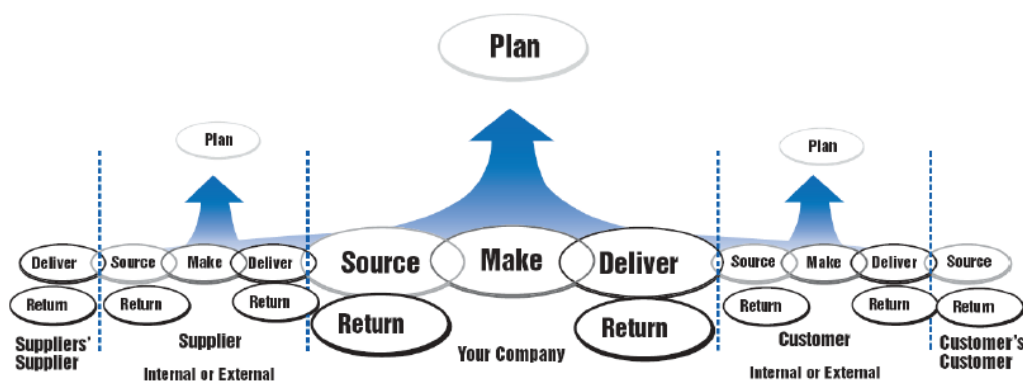 Plan
Plan
Plan
Deliver Source Make Deliver Source Make Deliver Source Make Deliver Source
Return Return Return Return Return Return Return Return
Suppliers'
Supplier
Supplier
Internal or External
Your Company
Customer
Internal or External
Customer's
Customer